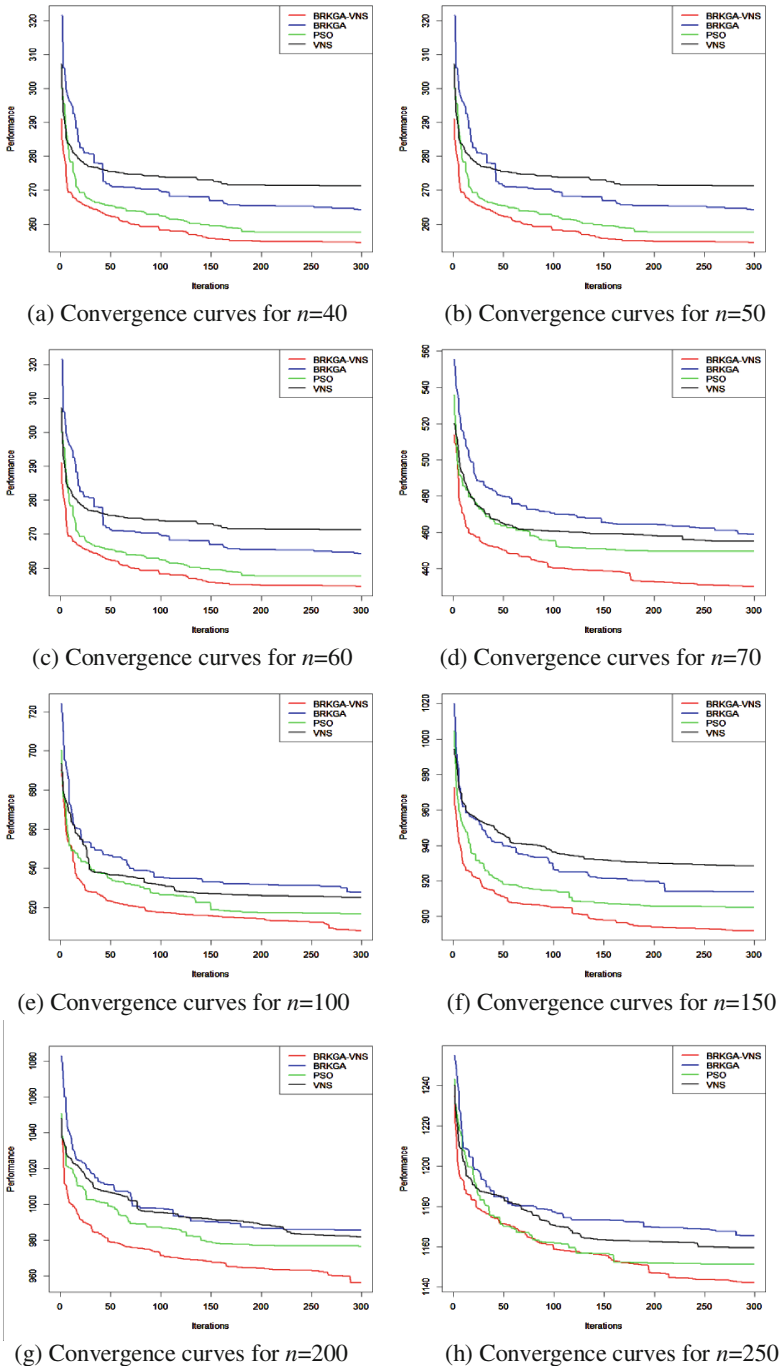 BRKGA-VNS
BRKGA
PSO
VNS
Performance
320
310
300
290
280
270
260
0 50 100 150 200 250 300
Iterations
(a) Convergence curves for n=40
BRKGA-VNS
BRKGA
PSO
VNS
Performance
320
310
300
290
280
270
260
0 50 100 150 200 250 300
Iterations
(b) Convergence curves for n=50
BRKGA-VNS
BRKGA
PSO
VNS
Performance
320
310
300
290
280
270
260
0 50 100 150 200 250 300
Iterations
(c) Convergence curves for n=60
BRKGA-VNS
BRKGA
PSO
VNS
Performance
560
540
520
500
480
460
440
0 50 100 150 200 250 300
Iterations
(d) Convergence curves for n=70
BRKGA-VNS
BRKGA
PSO
VNS
Performance
720
700
680
660
640
620
0 50 100 150 200 250 300
Iterations
(e) Convergence curves for n=100
BRKGA-VNS
BRKGA
PSO
VNS
Performance
1020
1000
980
960
940
920
900
0 50 100 150 200 250 300
Iterations
(f) Convergence curves for n=150
BRKGA-VNS
BRKGA
PSO
VNS
Performance
1080
1060
1040
1020
1000
980
960
0 50 100 150 200 250 300
Iterations
(g) Convergence curves for n=200
BRKGA-VNS
BRKGA
PSO
VNS
Performance
1240
1220
1200
1180
1160
1140
0 50 100 150 200 250 300
Iterations
(h) Convergence curves for n=250